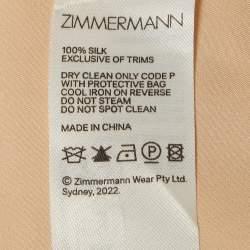 ZIMMERMANN
100% SILK
EXCLUSIVE OF TRIMS
DRY CLEAN ONLY CODE P
WITH PROTECTIVE BAG
COOL IRON ON REVERSE
DO NOT STEAM
DO NOT SPOT CLEAN
MADE IN CHINA
P
© Zimmermann Wear Pty Ltd.
Sydney, 2022.